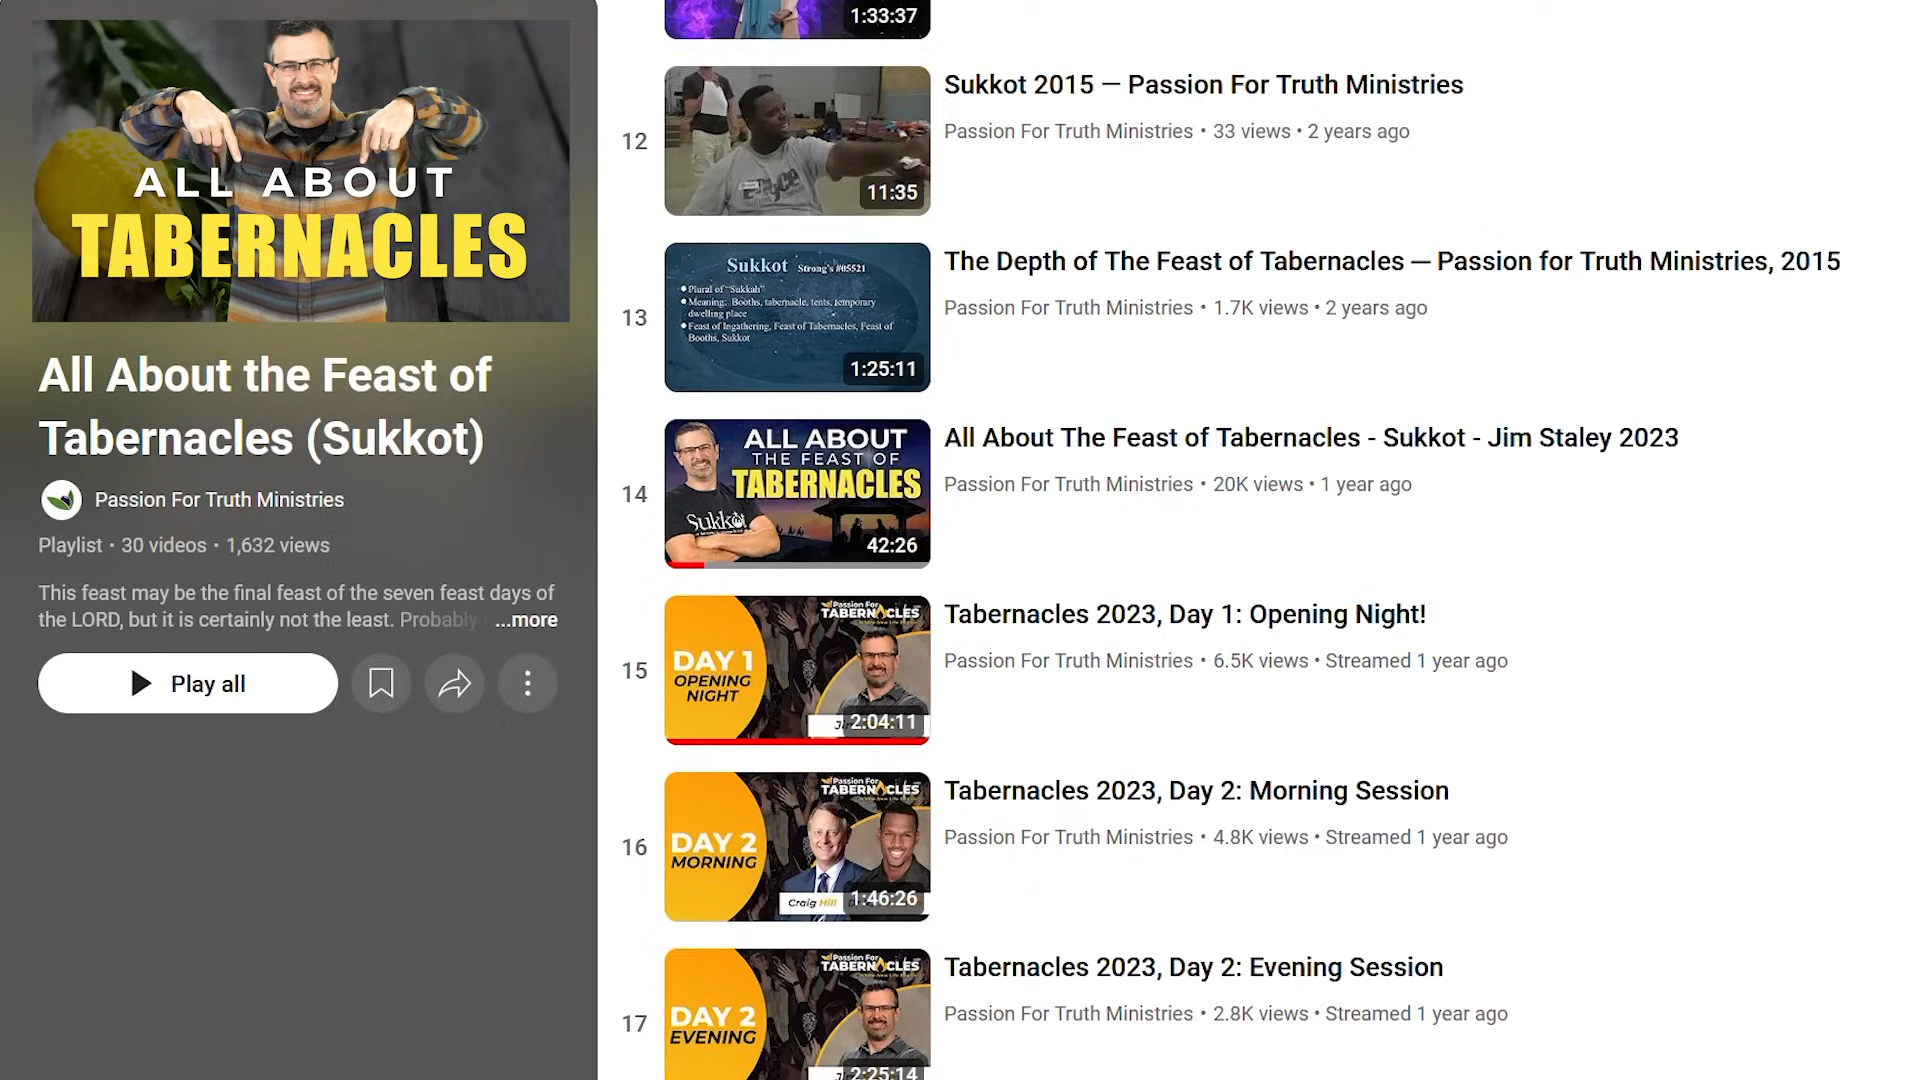 ALL ABOUT
TABERNACLES
All About the Feast of
Tabernacles (Sukkot)
Passion For Truth Ministries
Playlist • 30 videos • 1,632 views
This feast may be the final feast of the seven feast days of
the LORD, but it is certainly not the least. Probably ...more
Play all
1:33:37
12
11:35
Sukkot 2015 — Passion For Truth Ministries
Passion For Truth Ministries • 33 views • 2 years ago
13
Sukkot Strong's #05521
• Plural of "Sukkah"
• Meaning: Booths, tabernacle, tents, temporary
dwelling place
• Feast of Ingathering, Feast of Tabernacles, Feast of
Booths, Sukkot
1:25:11
The Depth of The Feast of Tabernacles — Passion for Truth Ministries, 2015
Passion For Truth Ministries • 1.7K views • 2 years ago
14
ALL ABOUT
THE FEAST OF
TABERNACLES
Sukkot
42:26
All About The Feast of Tabernacles - Sukkot - Jim Staley 2023
Passion For Truth Ministries • 20K views • 1 year ago
15
Passion For
TABERNACLES
DAY 1
OPENING
NIGHT
2:04:11
Tabernacles 2023, Day 1: Opening Night!
Passion For Truth Ministries • 6.5K views • Streamed 1 year ago
16
Passion For
TABERNACLES
DAY 2
MORNING
Craig Hill
1:46:26
Tabernacles 2023, Day 2: Morning Session
Passion For Truth Ministries • 4.8K views • Streamed 1 year ago
17
Passion For
TABERNACLES
DAY 2
EVENING
2:25:14
Tabernacles 2023, Day 2: Evening Session
Passion For Truth Ministries • 2.8K views • Streamed 1 year ago